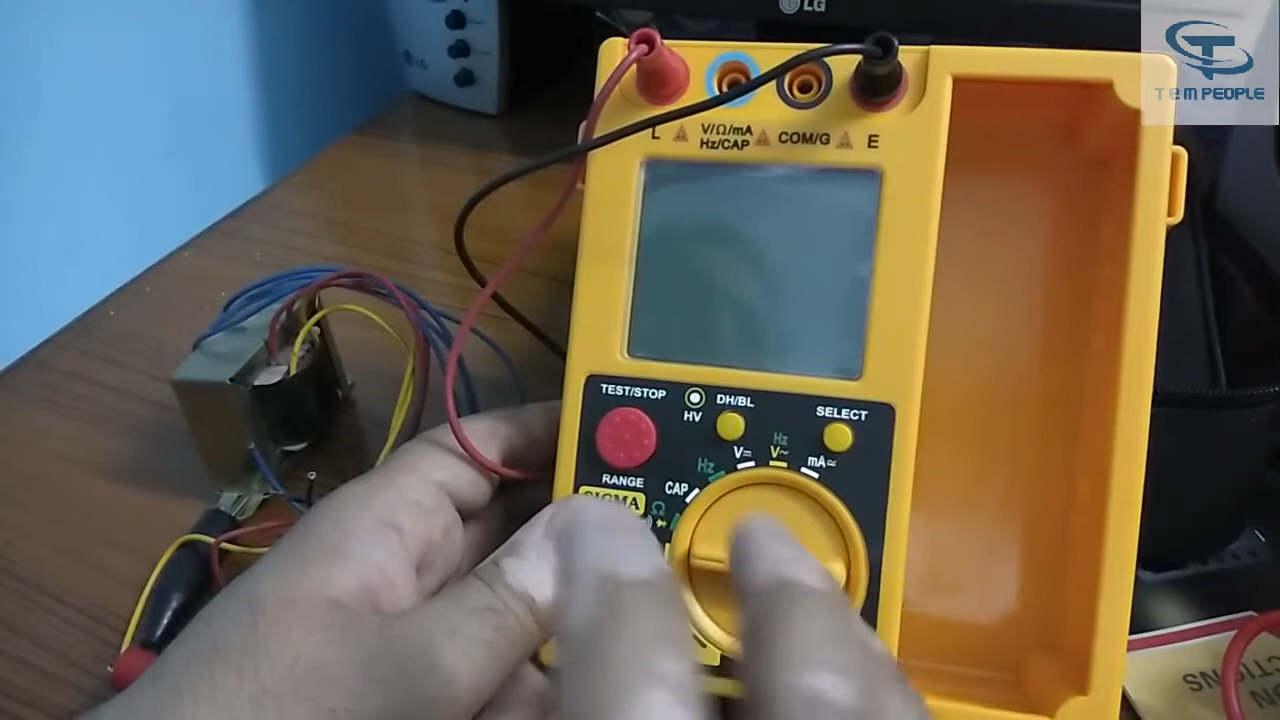 LG
T E M PEOPLE
L
V/Ω/mA
Hz/CAP
COM/G
E
TEST/STOP
HV
DH/BL
SELECT
Hz
V~
V
mA
Hz
RANGE
CAP
SIGMA
Ω